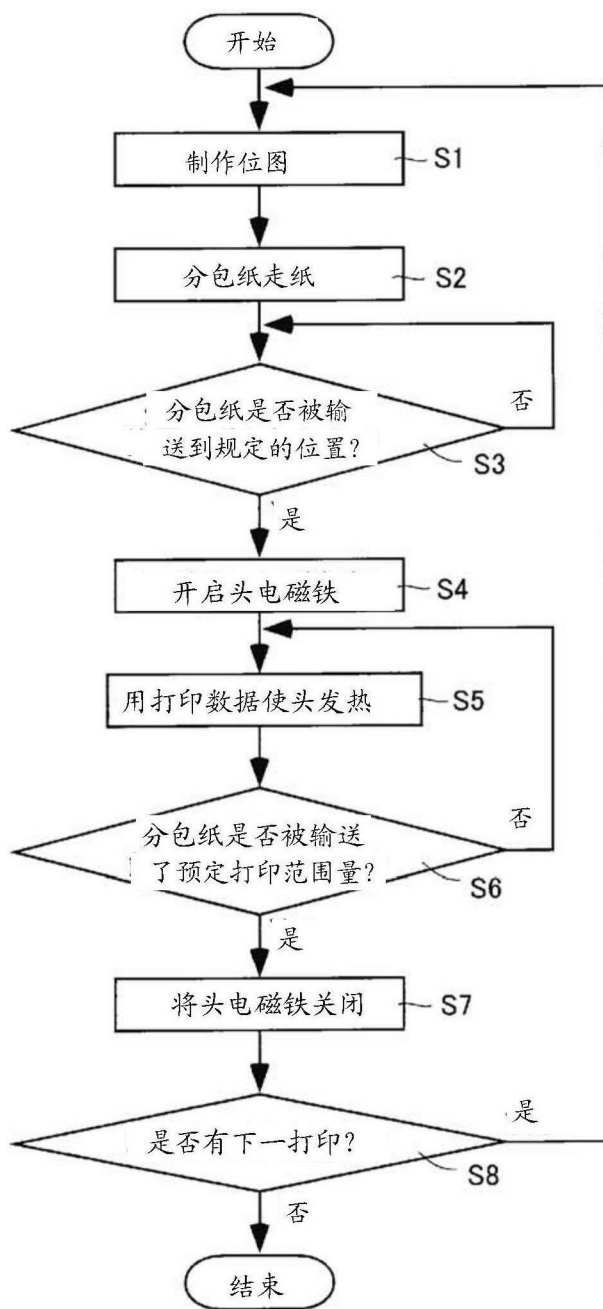 开始
制作位图
S1
分包纸走纸
S2
分包纸是否被输
送到规定的位置?
否
S3
是
开启头电磁铁
S4
用打印数据使头发热
S5
分包纸是否被输送
了预定打印范围量?
否
S6
是
将头电磁铁关闭
S7
是否有下一打印?
是
S8
否
结束